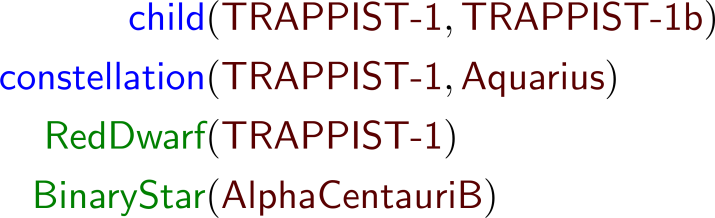 child(TRAPPIST-1, TRAPPIST-1b)
constellation(TRAPPIST-1, Aquarius)
RedDwarf(TRAPPIST-1)
BinaryStar(AlphaCentauriB)